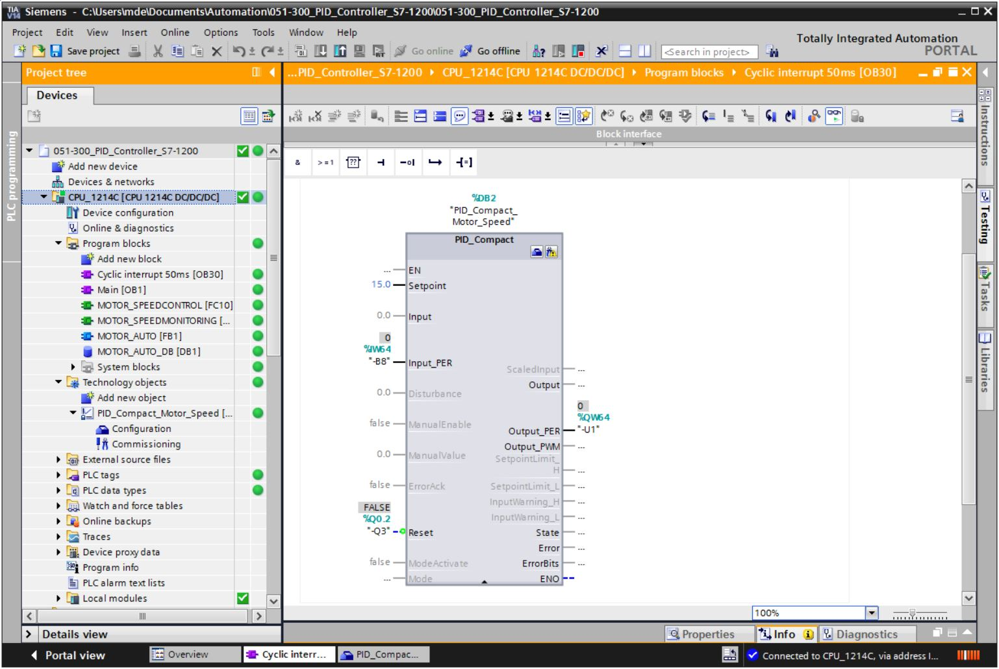 TIA V14 Siemens - C:\Users\mde\Documents\Automation\051-300_PID_Controller_S7-1200\051-300_PID_Controller_S7-1200
Project Edit View Insert Online Options Tools Window Help
Totally Integrated Automation
PORTAL
Save project Go online Go offline <Search in project>
Project tree
...PID_Controller_S7-1200 CPU_1214C [CPU 1214C DC/DC/DC] Program blocks Cyclic interrupt 50ms [OB30]
Devices
Block interface
PLC programming
051-300_PID_Controller_S7-1200
Add new device
Devices & networks
CPU_1214C [CPU 1214C DC/DC/DC]
Device configuration
Online & diagnostics
Program blocks
Add new block
Cyclic interrupt 50ms [OB30]
Main [OB1]
MOTOR_SPEEDCONTROL [FC10]
MOTOR_SPEEDMONITORING [...
MOTOR_AUTO [FB1]
MOTOR_AUTO_DB [DB1]
System blocks
Technology objects
Add new object
PID_Compact_Motor_Speed [...
Configuration
Commissioning
External source files
PLC tags
PLC data types
Watch and force tables
Online backups
Traces
Device proxy data
Program info
PLC alarm text lists
Local modules
Details view
& >=1 ??
%DB2
"PID_Compact_
Motor_Speed"
PID_Compact
... EN
15.0 Setpoint
0.0 Input
0
%IW64
"-B8" Input_PER
ScaledInput ...
Output ...
0.0 Disturbance
0
%QW64
false ManualEnable
Output_PER "-U1"
Output_PWM ...
0.0 ManualValue
SetpointLimit_
H ...
false ErrorAck
SetpointLimit_L ...
InputWarning_H ...
InputWarning_L ...
FALSE
%Q0.2
"-Q3" Reset
State ...
Error ...
false ModeActivate
ErrorBits ...
... Mode
ENO
100%
Properties Info Diagnostics
Instructions
Testing
Tasks
Libraries
Portal view Overview Cyclic interr... PID_Compac... Connected to CPU_1214C, via address I...